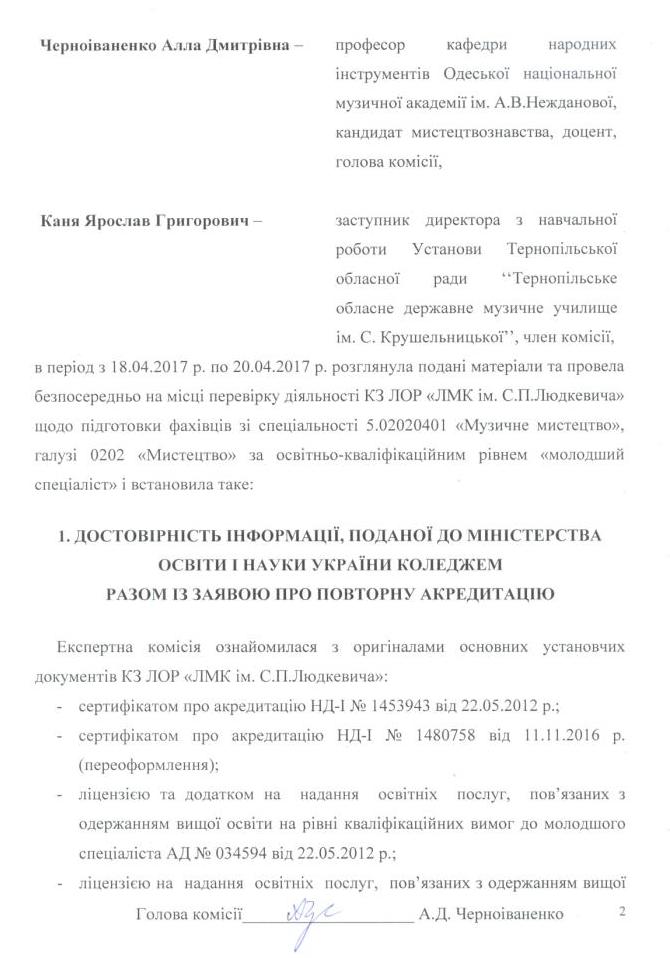 Черноіваненко Алла Дмитрівна –
професор кафедри народних
інструментів Одеської національної
музичної академії ім. А.В.Нежданової,
кандидат мистецтвознавства, доцент,
голова комісії,
Каня Ярослав Григорович –
заступник директора з навчальної
роботи Установи Тернопільської
обласної ради ‘‘Тернопільське
обласне державне музичне училище
ім. С. Крушельницької’’, член комісії,
в період з 18.04.2017 р. по 20.04.2017 р. розглянула подані матеріали та провела
безпосередньо на місці перевірку діяльності КЗ ЛОР «ЛМК ім. С.П.Людкевича»
щодо підготовки фахівців зі спеціальності 5.02020401 «Музичне мистецтво»,
галузі 0202 «Мистецтво» за освітньо-кваліфікаційним рівнем «молодший
спеціаліст» і встановила таке:
1. ДОСТОВІРНІСТЬ ІНФОРМАЦІЇ, ПОДАНОЇ ДО МІНІСТЕРСТВА
ОСВІТИ І НАУКИ УКРАЇНИ КОЛЕДЖЕМ
РАЗОМ ІЗ ЗАЯВОЮ ПРО ПОВТОРНУ АКРЕДИТАЦІЮ
Експертна комісія ознайомилася з оригіналами основних установчих
документів КЗ ЛОР «ЛМК ім. С.П.Людкевича»:
- сертифікатом про акредитацію НД-І № 1453943 від 22.05.2012 р.;
- сертифікатом про акредитацію НД-І № 1480758 від 11.11.2016 р.
(переоформлення);
- ліцензією та додатком на надання освітніх послуг, пов’язаних з
одержанням вищої освіти на рівні кваліфікаційних вимог до молодшого
спеціаліста АД № 034594 від 22.05.2012 р.;
- ліцензією на надання освітніх послуг, пов’язаних з одержанням вищої
Голова комісії____________________ А.Д. Черноіваненко 2